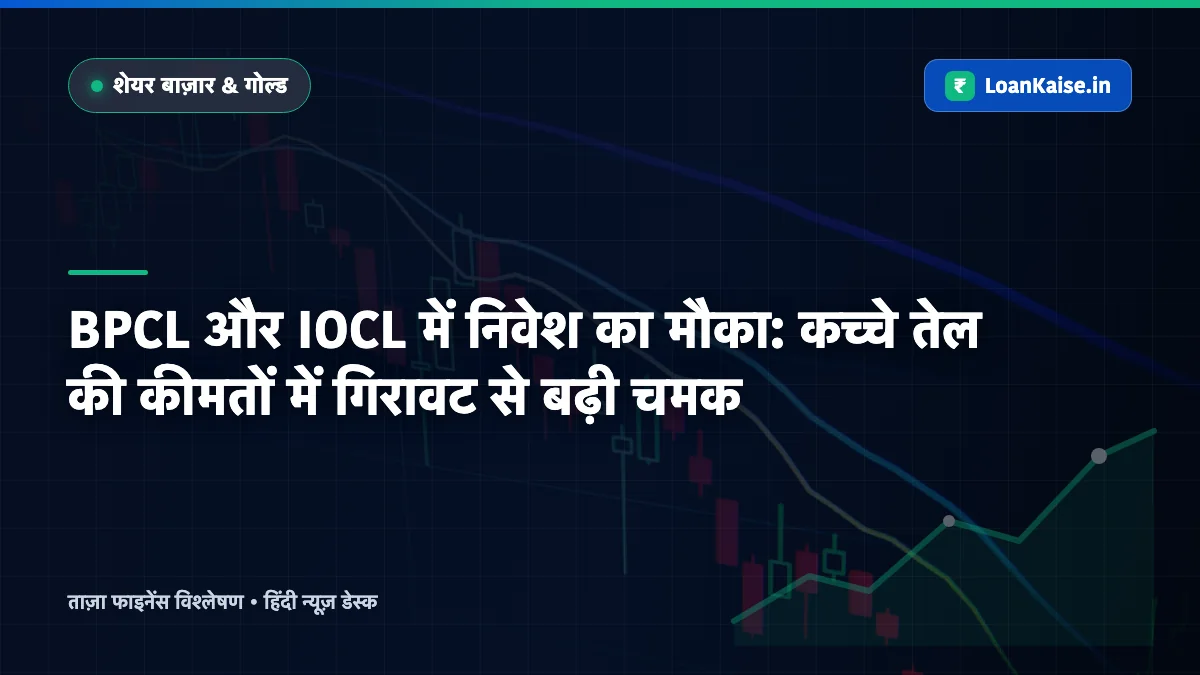 शेयर बाज़ार & गोल्ड
₹ LoanKaise.in
BPCL और IOCL में निवेश का मौका: कच्चे तेल
की कीमतों में गिरावट से बढ़ी चमक
ताज़ा फाइनेंस विश्लेषण • हिंदी न्यूज़ डेस्क